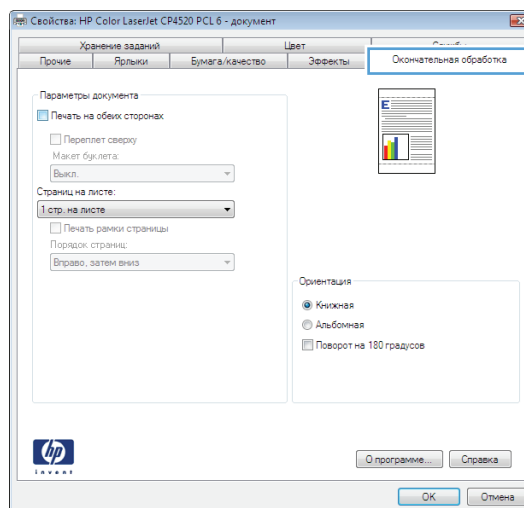 Свойства: HP Color LaserJet CP4520 PCL 6 - документ
Хранение заданий Цвет
Прочие Ярлыки Бумага/качество Эффекты Окончательная обработка
Параметры документа
Печать на обеих сторонах
Переплет сверху
Макет буклета:
Выкл.
Страниц на листе:
1 стр. на листе
Печать рамки страницы
Порядок страниц:
Вправо, затем вниз
E
Ориентация
Книжная
Альбомная
Поворот на 180 градусов
hp
invent
О программе... Справка
OK Отмена